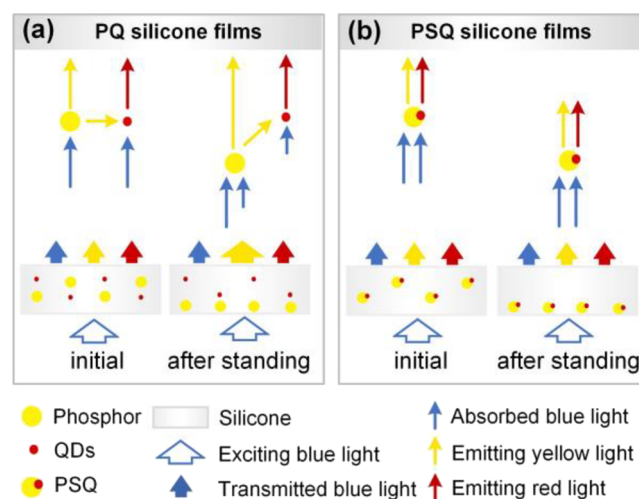 (a) PQ silicone films
initial
after standing
(b) PSQ silicone films
initial
after standing
Phosphor
QDs
PSQ
Silicone
Exciting blue light
Transmitted blue light
Absorbed blue light
Emitting yellow light
Emitting red light